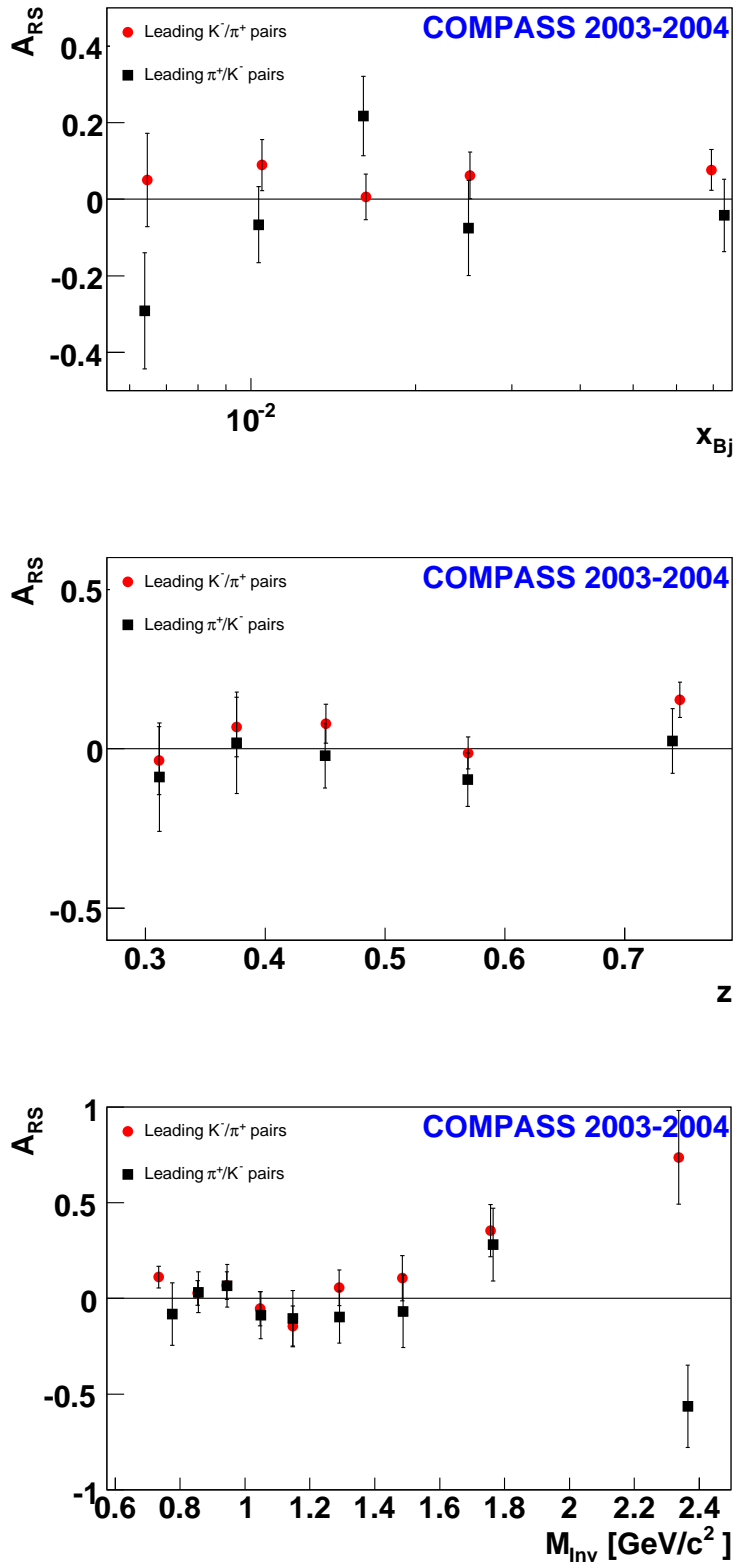 A_RS
COMPASS 2003-2004
Leading K⁻/π⁺ pairs
Leading π⁺/K⁻ pairs
0.4
0.2
0
-0.2
-0.4
10⁻²
x_Bj
A_RS
COMPASS 2003-2004
Leading K⁻/π⁺ pairs
Leading π⁺/K⁻ pairs
0.5
0
-0.5
0.3 0.4 0.5 0.6 0.7
z
A_RS
COMPASS 2003-2004
Leading K⁻/π⁺ pairs
Leading π⁺/K⁻ pairs
1
0.5
0
-0.5
-1
0.6 0.8 1 1.2 1.4 1.6 1.8 2 2.2 2.4
M_Inv [GeV/c²]